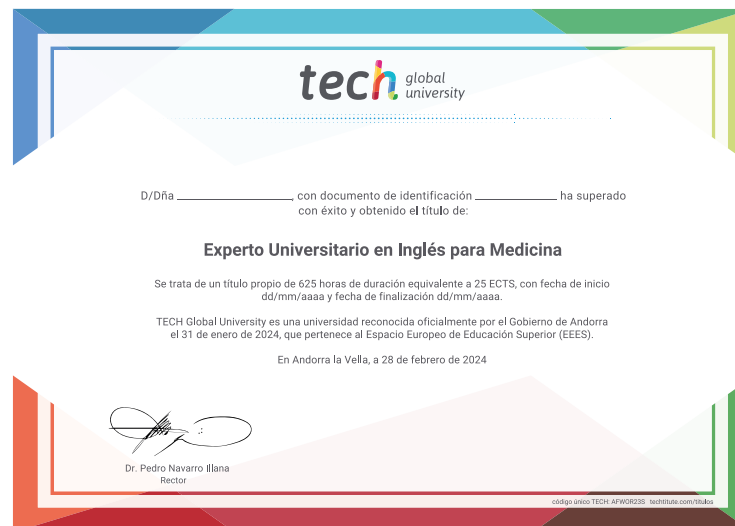 tech global university
D/Dña ________________, con documento de identificación ___________ ha superado
con éxito y obtenido el título de:
Experto Universitario en Inglés para Medicina
Se trata de un título propio de 625 horas de duración equivalente a 25 ECTS, con fecha de inicio
dd/mm/aaaa y fecha de finalización dd/mm/aaaa.
TECH Global University es una universidad reconocida oficialmente por el Gobierno de Andorra
el 31 de enero de 2024, que pertenece al Espacio Europeo de Educación Superior (EEES).
En Andorra la Vella, a 28 de febrero de 2024
Dr. Pedro Navarro Illana
Rector
código único TECH: AFWOR23S techtitute.com/titulos